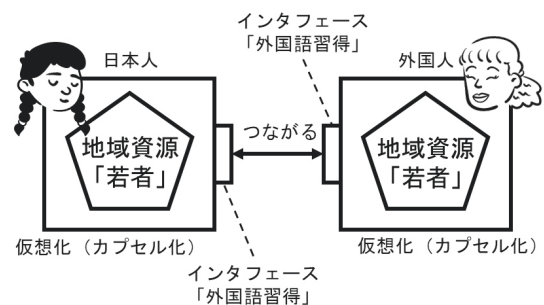 インタフェース
「外国語習得」
日本人
外国人
つながる
地域資源
「若者」
地域資源
「若者」
仮想化（カプセル化）
仮想化（カプセル化）
インタフェース
「外国語習得」